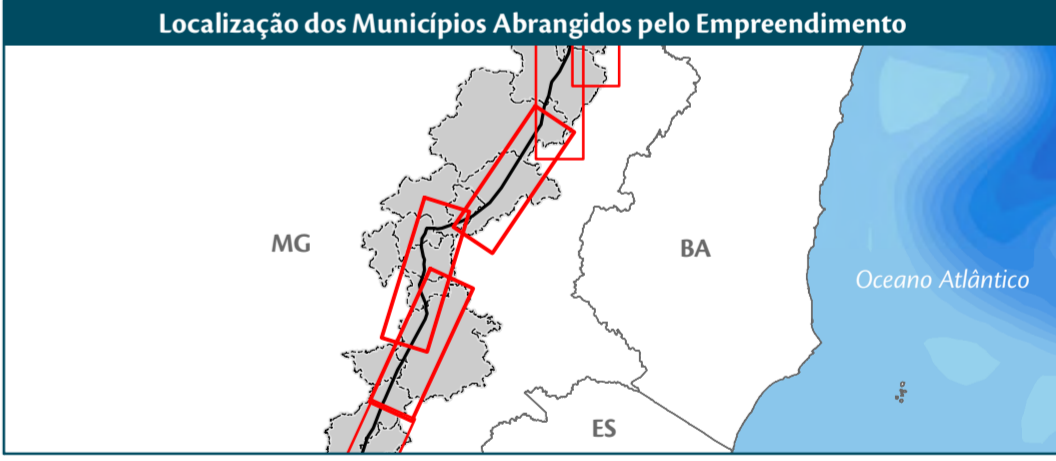 Localização dos Municípios Abrangidos pelo Empreendimento
MG
BA
Oceano Atlântico
ES